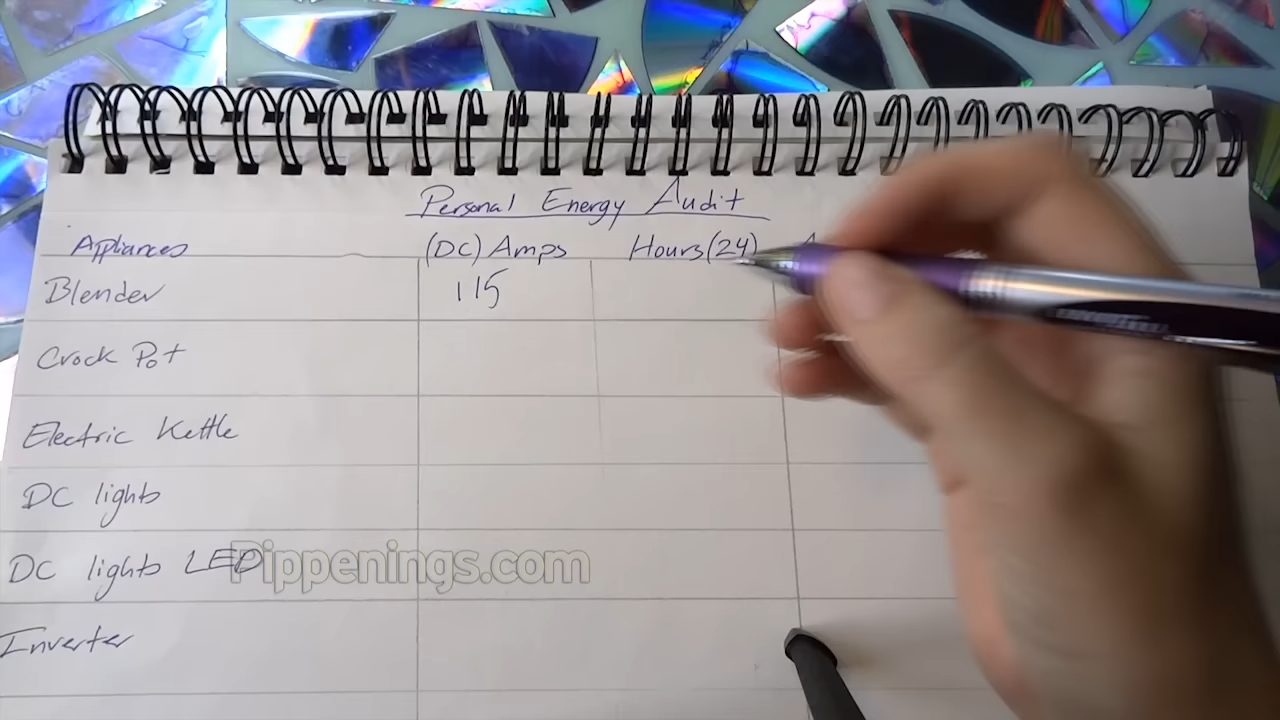 Personal Energy Audit
Appliances (DC) Amps Hours(24)
Blender 115
Crock Pot
Electric Kettle
DC lights
DC lights LED
Pippenings.com
Inverter